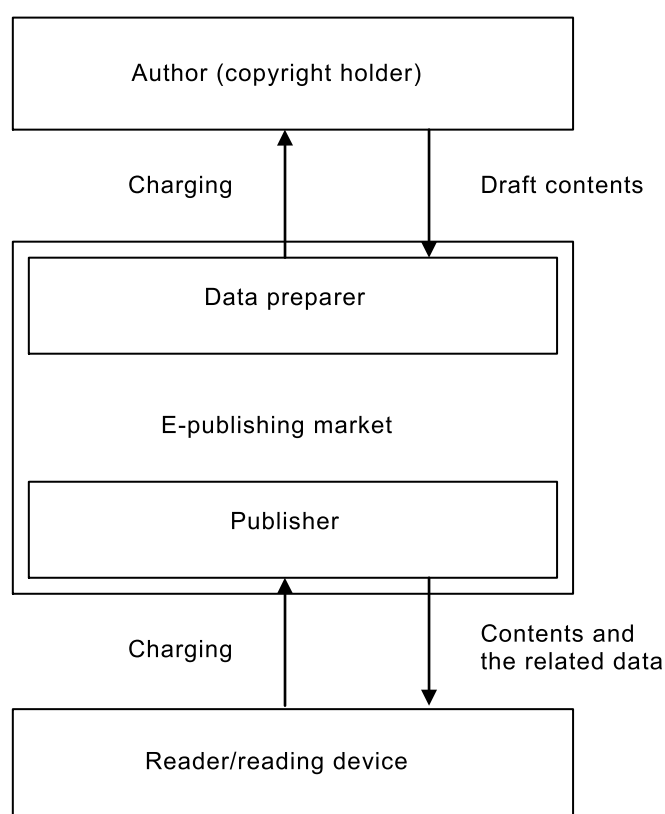 Author (copyright holder)
Charging
Draft contents
Data preparer
E-publishing market
Publisher
Charging
Contents and
the related data
Reader/reading device